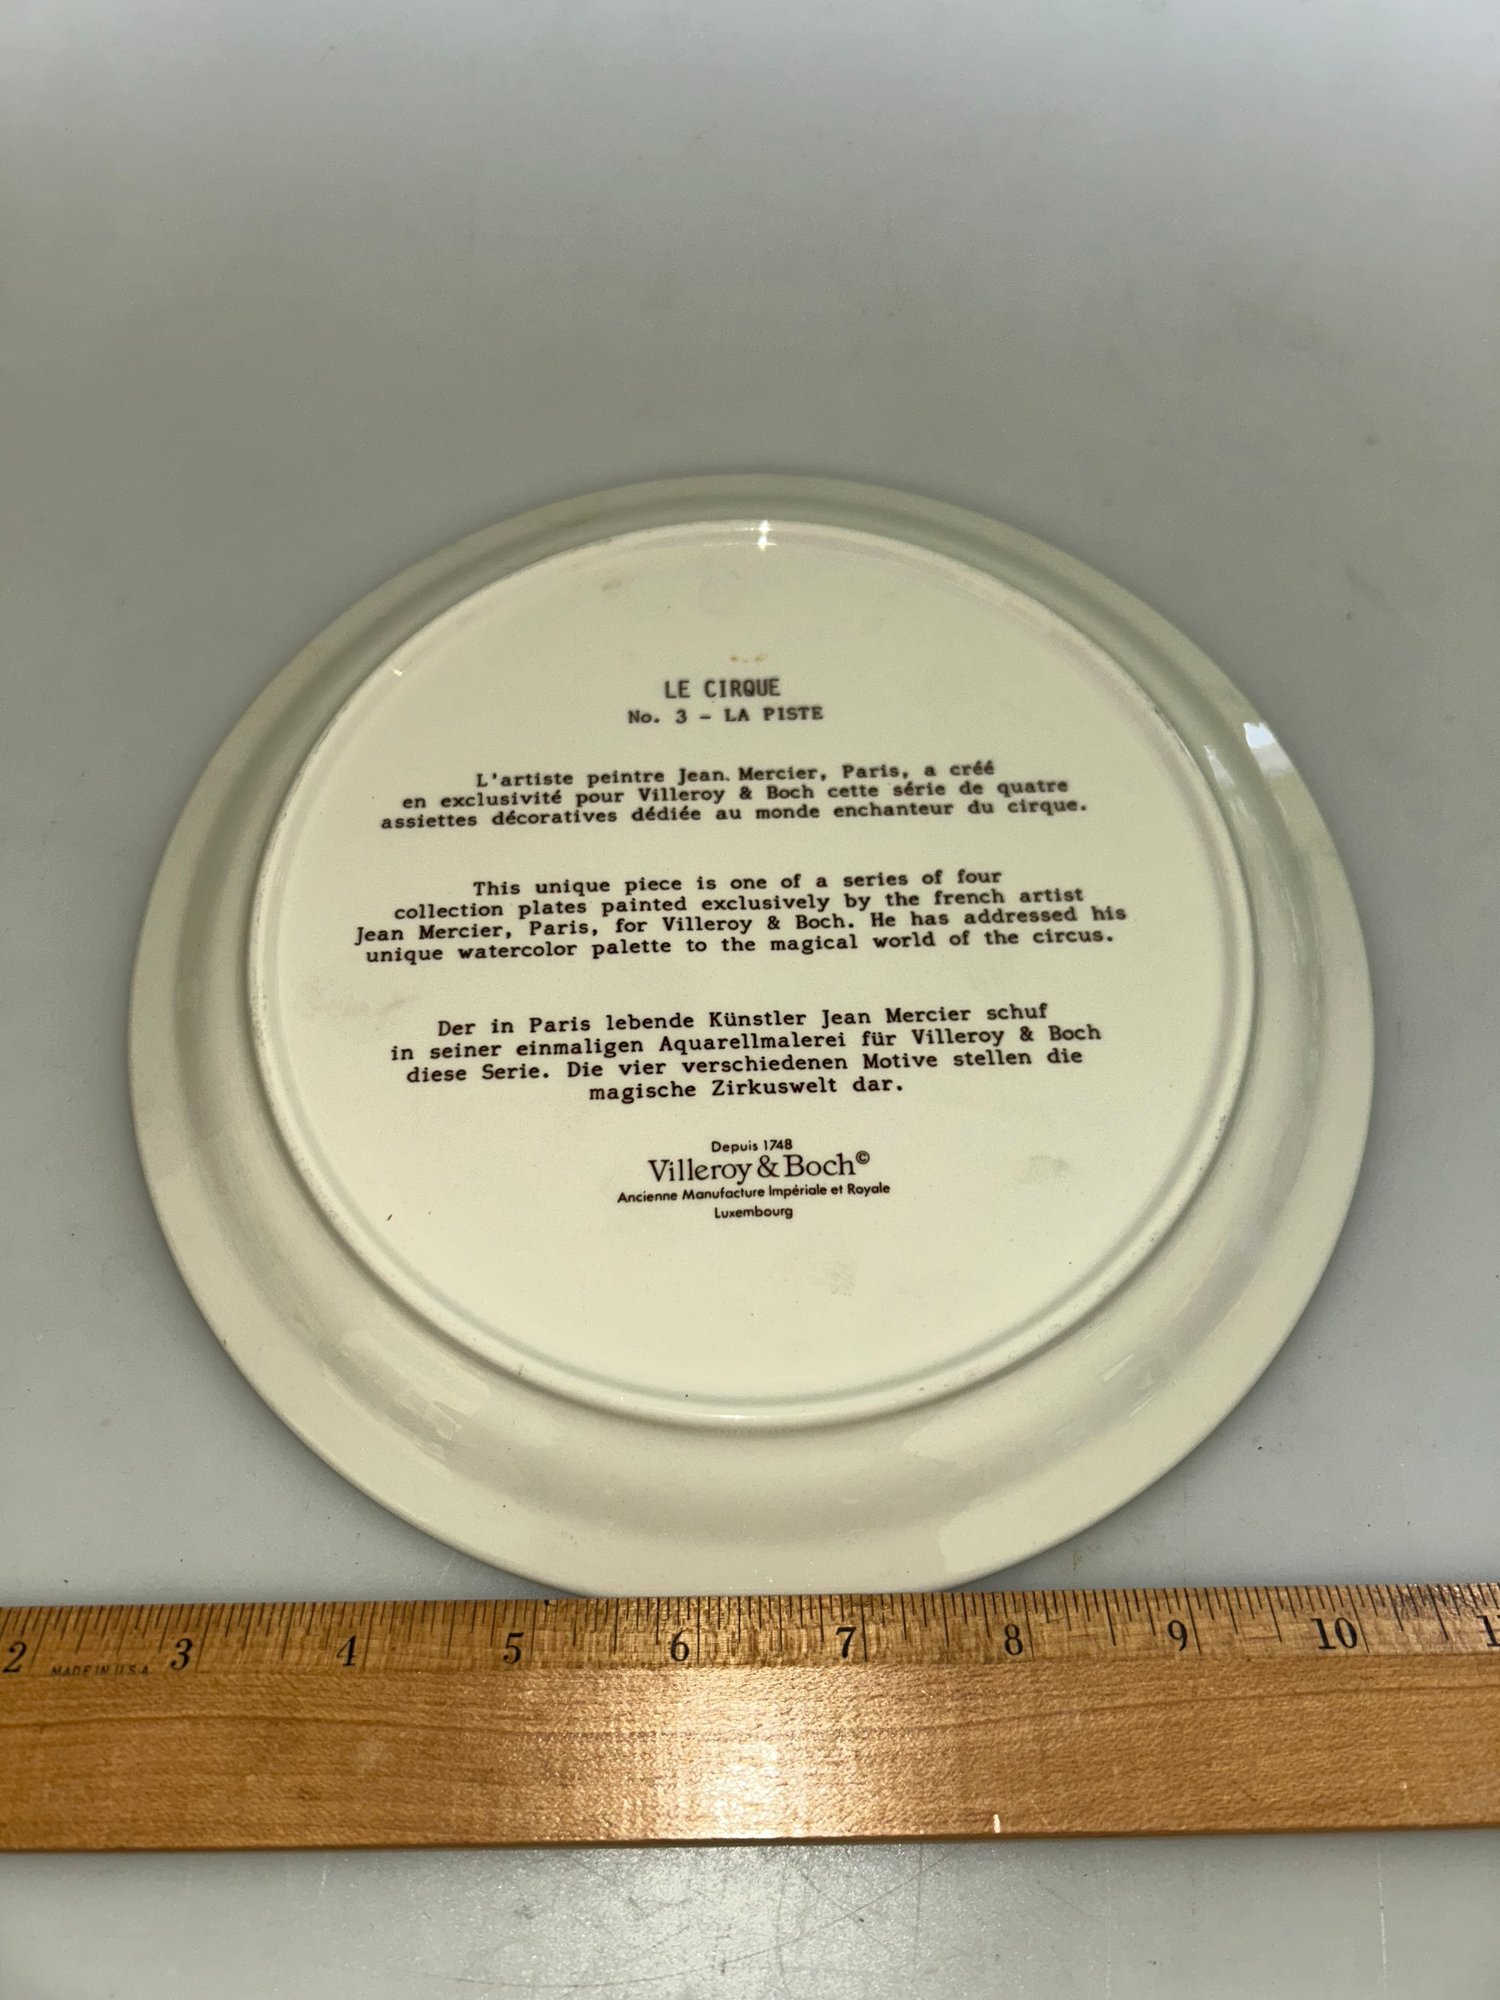 LE CIRQUE
No. 3 - LA PISTE
L'artiste peintre Jean. Mercier, Paris, a créé
en exclusivité pour Villeroy & Boch cette série de quatre
assiettes décoratives dédiée au monde enchanteur du cirque.
This unique piece is one of a series of four
collection plates painted exclusively by the french artist
Jean Mercier, Paris, for Villeroy & Boch. He has addressed his
unique watercolor palette to the magical world of the circus.
Der in Paris lebende Künstler Jean Mercier schuf
in seiner einmaligen Aquarellmalerei für Villeroy & Boch
diese Serie. Die vier verschiedenen Motive stellen die
magische Zirkuswelt dar.
Depuis 1748
Villeroy & Boch©
Ancienne Manufacture Impériale et Royale
Luxembourg
2 3 4 5 6 7 8 9 10 11
MADE IN U.S.A.